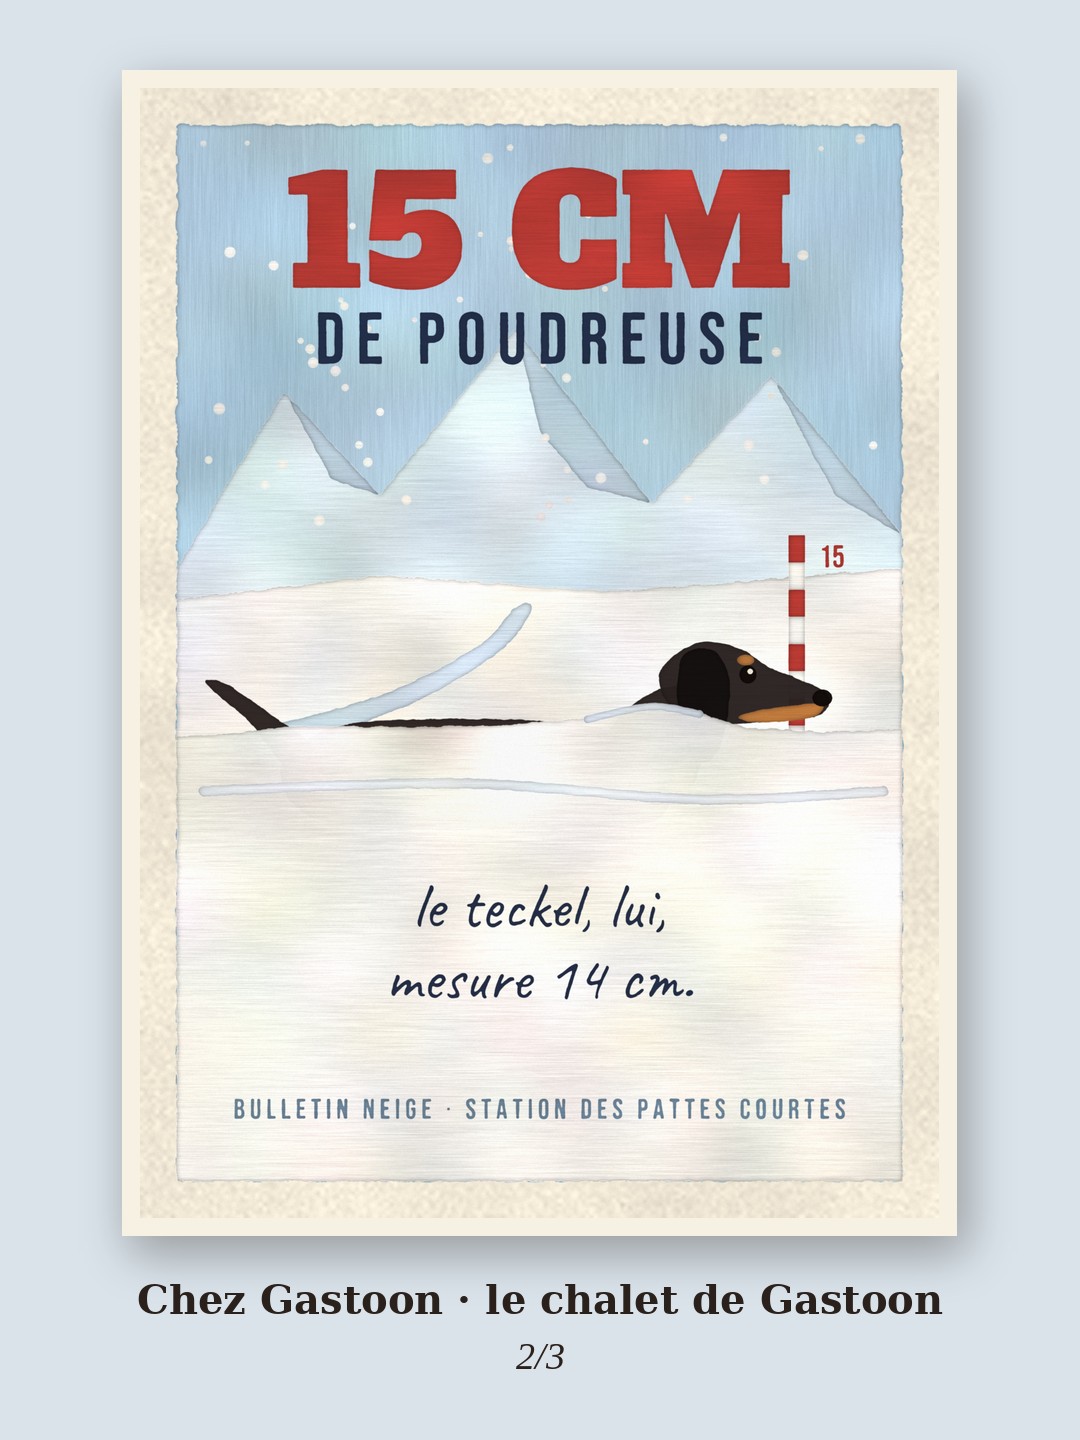 15 CM
DE POUDREUSE
15
le teckel, lui,
mesure 14 cm.
BULLETIN NEIGE · STATION DES PATTES COURTES
Chez Gastoon · le chalet de Gastoon
2/3